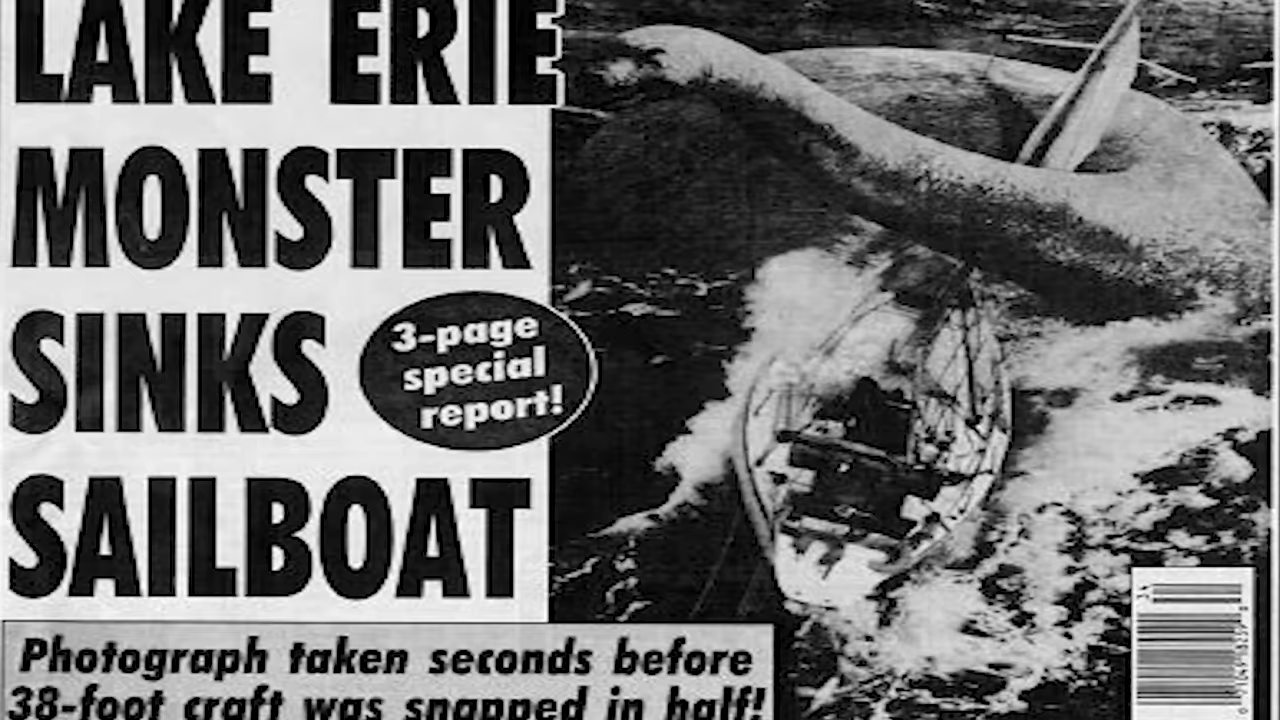 LAKE ERIE
MONSTER
SINKS
3-page
special
report!
SAILBOAT
Photograph taken seconds before
38-foot craft was snapped in half!